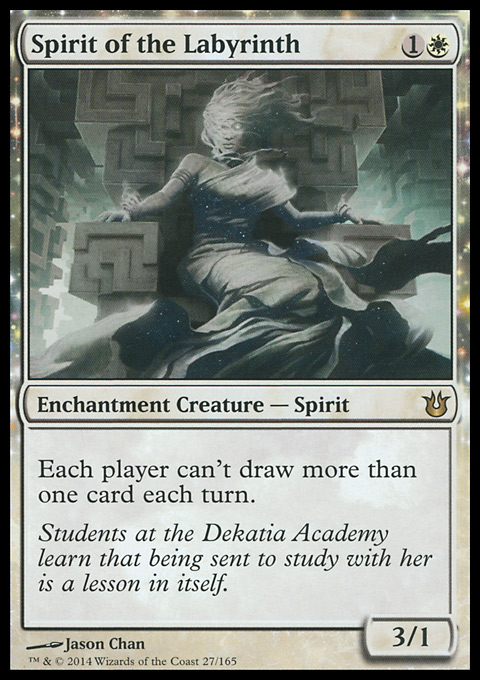 Spirit of the Labyrinth 1
Enchantment Creature — Spirit
Each player can't draw more than
one card each turn.
Students at the Dekatia Academy
learn that being sent to study with her
is a lesson in itself.
Jason Chan
3/1
™ & © 2014 Wizards of the Coast 27/165